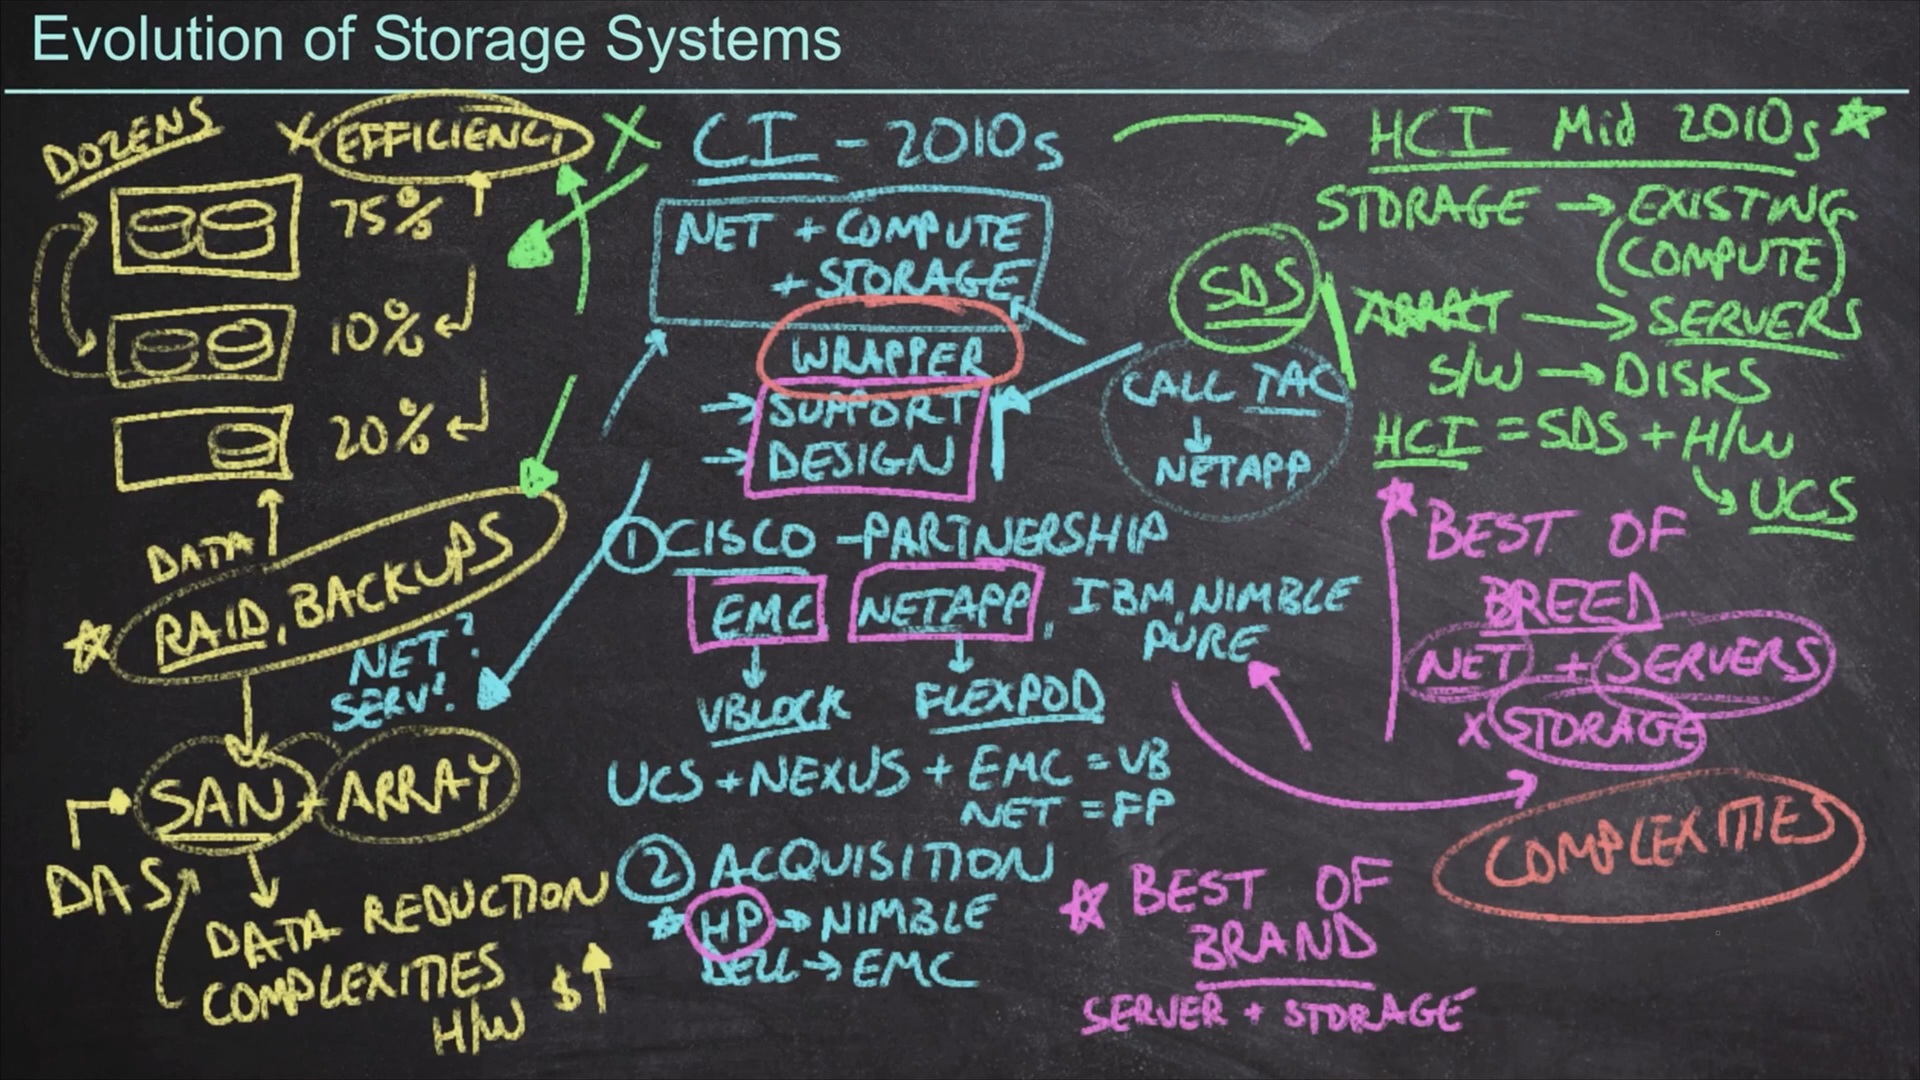 Evolution of Storage Systems
DOZENS
X EFFICIENCY X
75%
10%
20%
DATA
RAID, BACKUPS
NET?
SERV?
SAN + ARRAY
DAS
DATA REDUCTION
COMPLEXITIES
H/W $
CI - 2010s
NET + COMPUTE
+ STORAGE
WRAPPER
SUPPORT
DESIGN
CALL TAC
NETAPP
① CISCO - PARTNERSHIP
EMC NETAPP, IBM, NIMBLE
PURE
VBLOCK FLEXPOD
UCS + NEXUS + EMC = VB
NET = FP
② ACQUISITION
HP → NIMBLE
DELL → EMC
HCI Mid 2010s
STORAGE → EXISTING
(COMPUTE)
SDS
ARRAY → SERVERS
S/W → DISKS
HCI = SDS + H/W
UCS
BEST OF
BREED
NET + SERVERS
X STORAGE
COMPLEXITIES
BEST OF
BRAND
SERVER + STORAGE